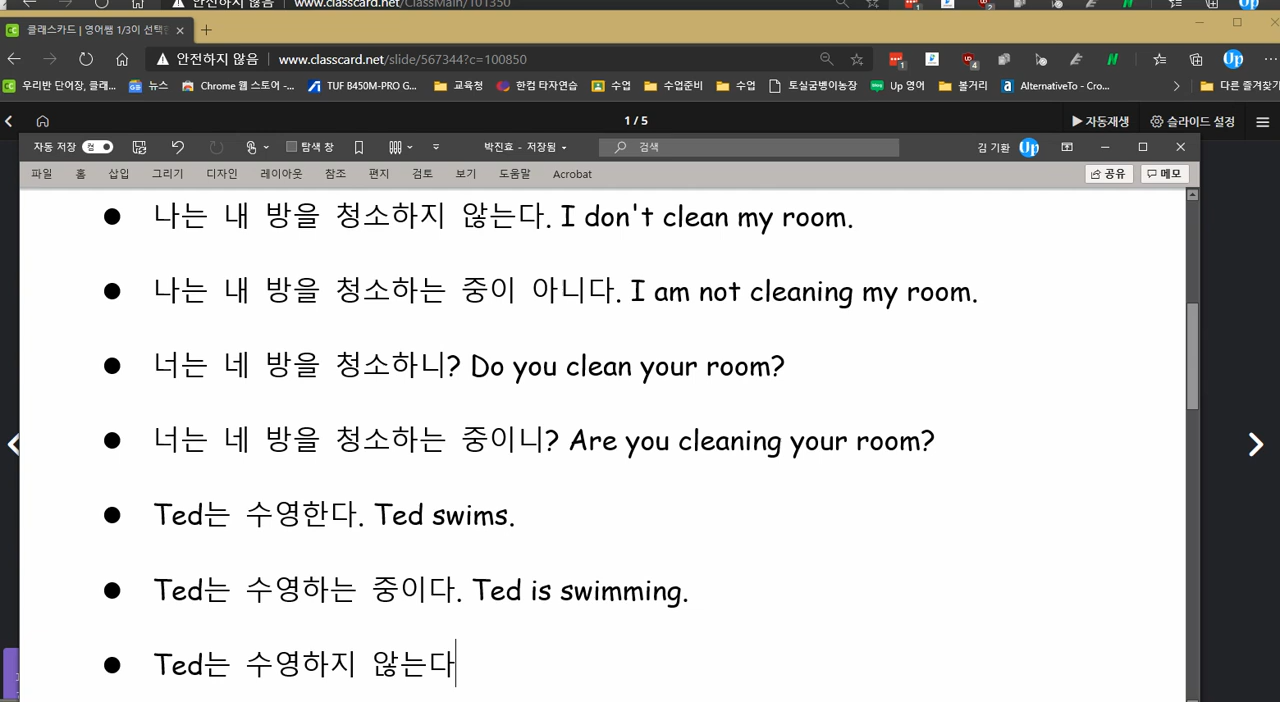 안전하지 않음 www.classcard.net/ClassMain/101350
클래스카드 | 영어쌤 1/3이 선택
안전하지 않음 www.classcard.net/slide/567344?c=100850
우리반 단어장, 클래... 뉴스 Chrome 웹 스토어 -... TUF B450M-PRO G... 교육청 한컴 타자연습 수업 수업준비 수업 토실굼벵이농장 Up 영어 볼거리 AlternativeTo - Cro... 다른 즐겨찾기
1 / 5 자동재생 슬라이드 설정
자동 저장 탐색 창 박진효 - 저장됨 검색 김 기환 Up
파일 홈 삽입 그리기 디자인 레이아웃 참조 편지 검토 보기 도움말 Acrobat 공유 메모
● 나는 내 방을 청소하지 않는다. I don't clean my room.
● 나는 내 방을 청소하는 중이 아니다. I am not cleaning my room.
● 너는 네 방을 청소하니? Do you clean your room?
● 너는 네 방을 청소하는 중이니? Are you cleaning your room?
● Ted는 수영한다. Ted swims.
● Ted는 수영하는 중이다. Ted is swimming.
● Ted는 수영하지 않는다